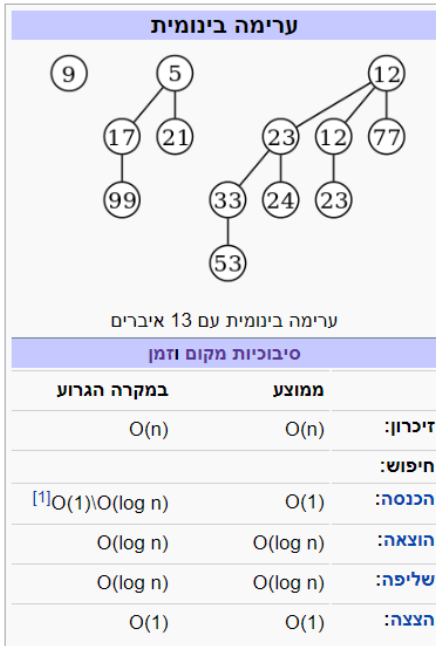 ערימה בינומית
9 5 12
17 21 23 12 77
99 33 24 23
53
ערימה בינומית עם 13 איברים
סיבוכיות מקום וזמן
ממוצע במקרה הגרוע
זיכרון: O(n) O(n)
חיפוש:
הכנסה: O(1) O(1)\O(log n)[1]
הוצאה: O(log n) O(log n)
שליפה: O(log n) O(log n)
הצצה: O(1) O(1)